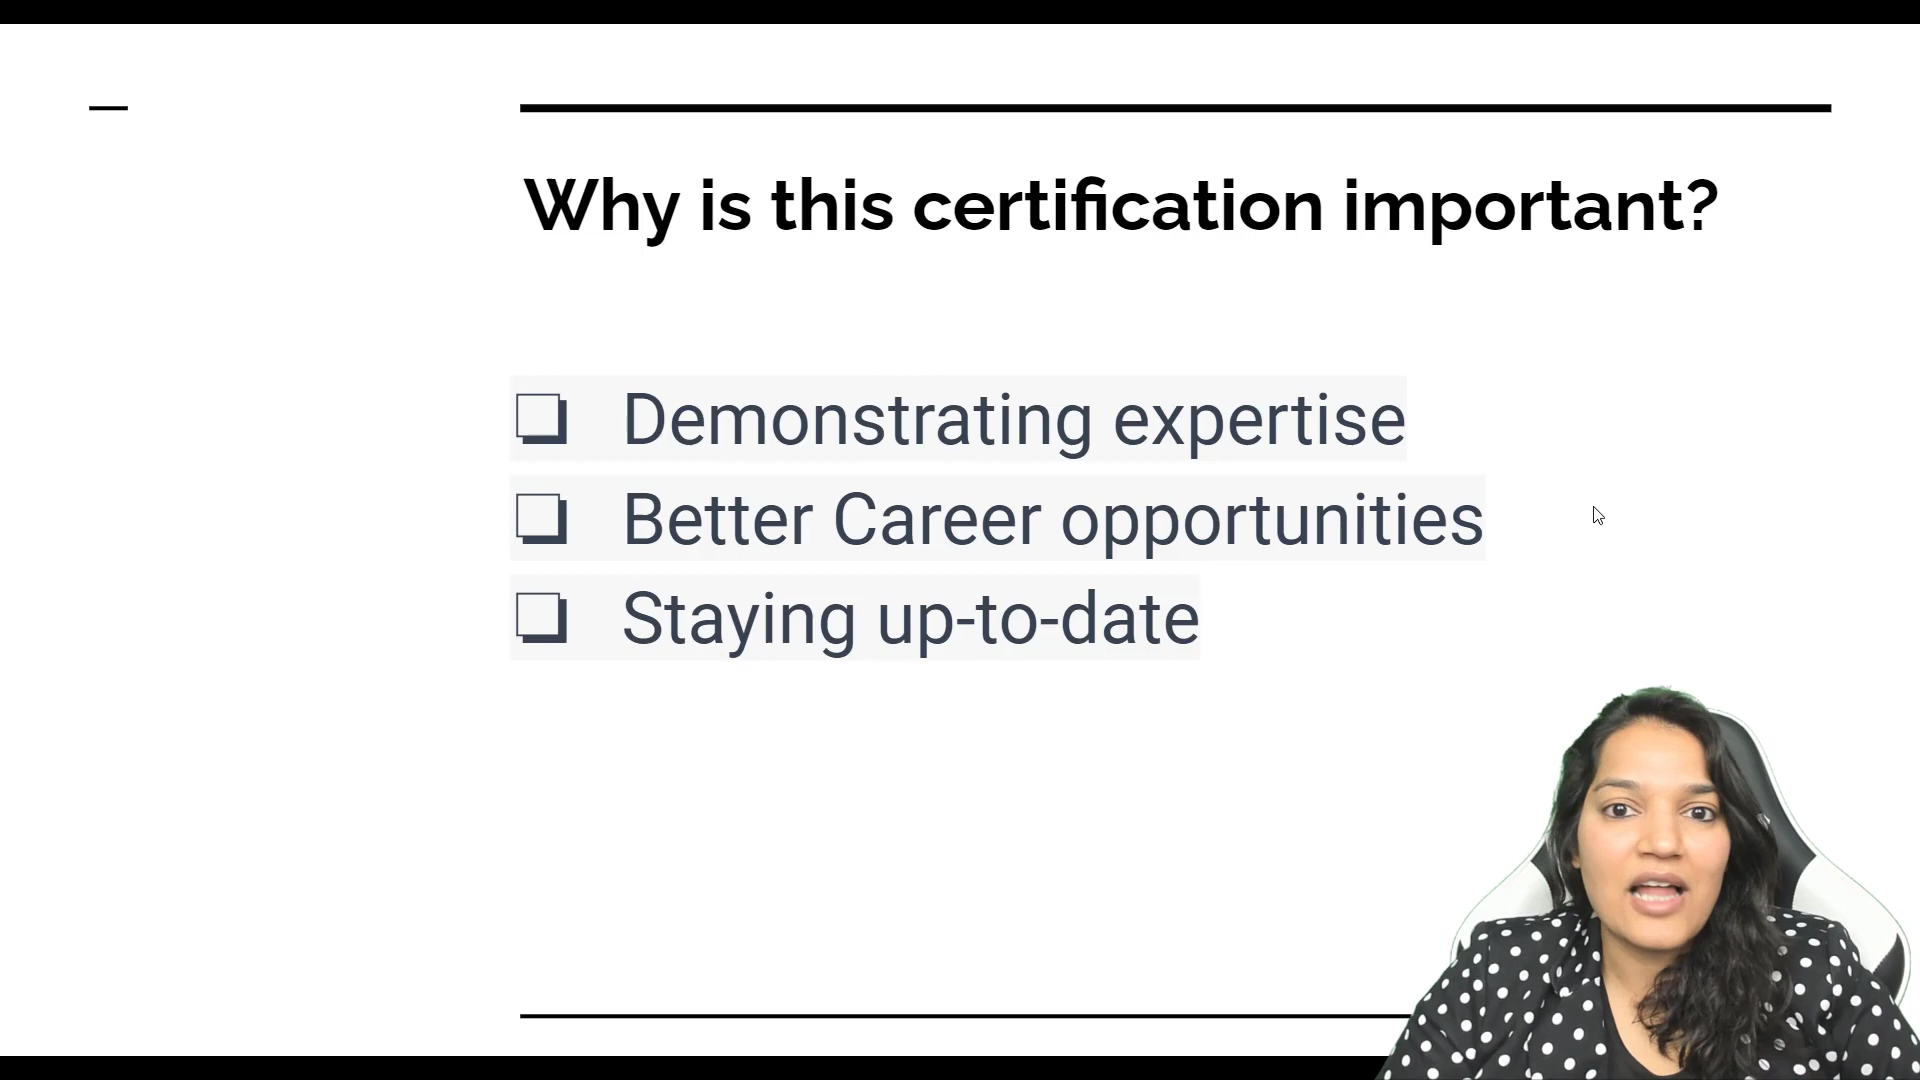 Why is this certification important?
❏ Demonstrating expertise
❏ Better Career opportunities
❏ Staying up-to-date